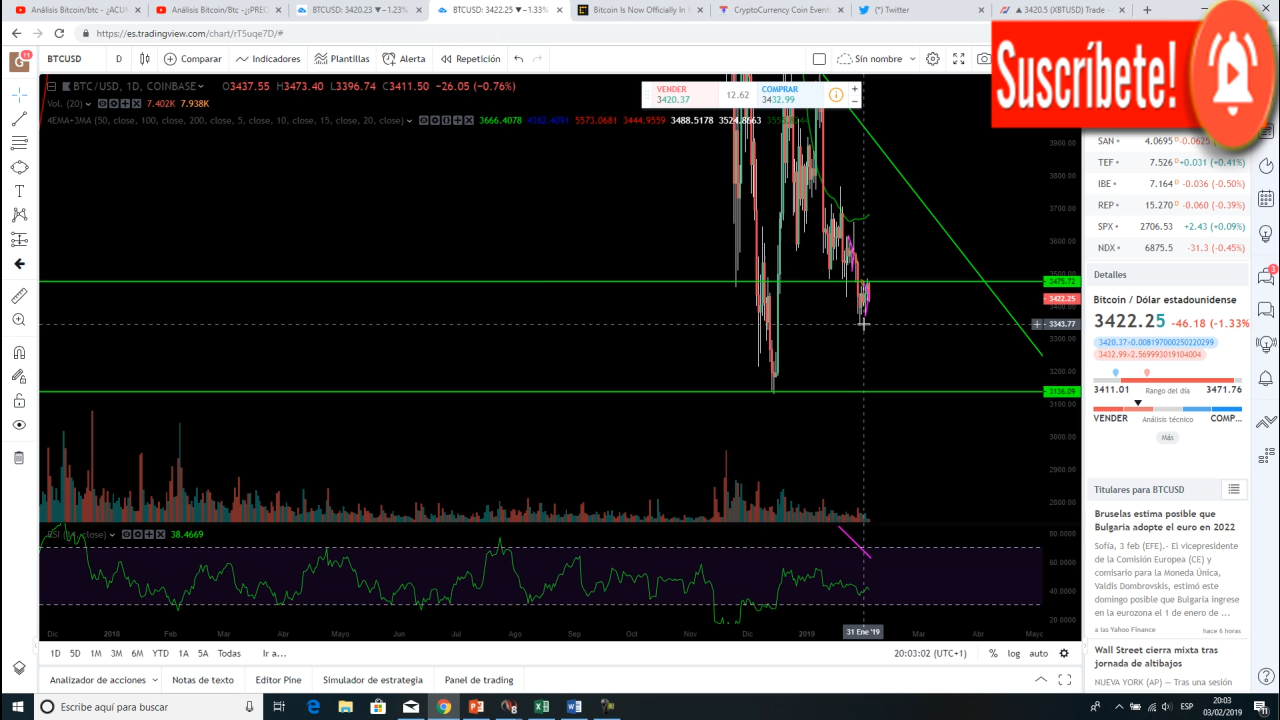 Análisis Bitcoin/btc - ¿ACUM
Análisis Bitcoin/Btc -¿¡PREC
BTCUSD: 3420.23 ▼−1.23%
BTCUSD: 3422.25 ▼−1.33%
Bitcoin Is Now Officially In
CryptoCurrency Coin Event
(*) Twitter
▲ 3420.5 (XBTUSD) Trade -
https://es.tradingview.com/chart/rT5uqe7D/#
Suscríbete!
G
11
BTCUSD
D
Comparar
Indicadores
Plantillas
Alerta
Repetición
Sin nombre
BTC/USD, 1D, COINBASE
O3437.55 H3473.40 L3396.74 C3411.50 −26.05 (−0.76%)
Vol. (20)
7.402K 7.938K
4EMA+3MA (50, close, 100, close, 200, close, 5, close, 10, close, 15, close, 20, close)
3666.4078
5573.0681 3444.9559 3488.5178
VENDER
3420.37
12.62
COMPRAR
3432.99
3900.00
3800.00
3700.00
3600.00
3500.00
3475.72
3422.25
3400.00
3343.77
3300.00
3200.00
3136.09
3100.00
3000.00
2900.00
2800.00
38.4669
80.0000
60.0000
40.0000
20.0000
Dic
2018
Feb
Mar
Abr
Mayo
Jun
Jul
Ago
Sep
Oct
Nov
Dic
2019
31 Ene '19
Mar
Abr
Mayo
1D 5D 1M 3M 6M YTD 1A 5A Todas
Ir a...
20:03:02 (UTC+1)
%
log
auto
Analizador de acciones
Notas de texto
Editor Pine
Simulador de estrategia
Panel de trading
SAN
4.0695 D −0.0625
TEF
7.526 D +0.031 (+0.41%)
IBE
7.164 D −0.036 (−0.50%)
REP
15.270 D −0.060 (−0.39%)
SPX
2706.53 +2.43 (+0.09%)
NDX
6875.5 −31.3 (−0.45%)
Detalles
Bitcoin / Dólar estadounidense
3422.25 −46.18 (−1.33%
3420.37×0.008197000250220299
3432.99×2.569993019104004
3411.01
Rango del día
3471.76
VENDER
Análisis técnico
COMP...
Más
Titulares para BTCUSD
Bruselas estima posible que
Bulgaria adopte el euro en 2022
Sofía, 3 feb (EFE).- El vicepresidente
de la Comisión Europea (CE) y
comisario para la Moneda Única,
Valdis Dombrovskis, estimó este
domingo posible que Bulgaria ingrese
en la eurozona el 1 de enero de ...
a las Yahoo Finance
hace 6 horas
Wall Street cierra mixta tras
jornada de altibajos
NUEVA YORK (AP) — Tras una sesión
Escribe aquí para buscar
ESP
20:03
03/02/2019